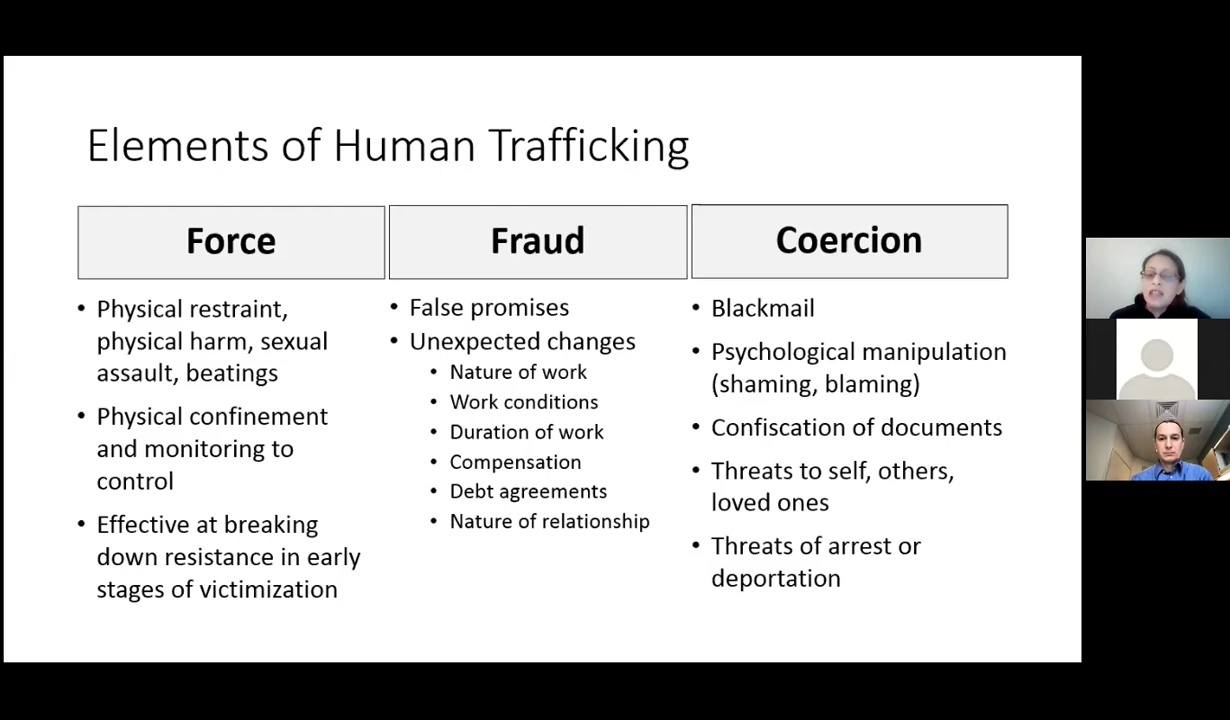 Elements of Human Trafficking
Force
• Physical restraint,
physical harm, sexual
assault, beatings
• Physical confinement
and monitoring to
control
• Effective at breaking
down resistance in early
stages of victimization
Fraud
• False promises
• Unexpected changes
• Nature of work
• Work conditions
• Duration of work
• Compensation
• Debt agreements
• Nature of relationship
Coercion
• Blackmail
• Psychological manipulation
(shaming, blaming)
• Confiscation of documents
• Threats to self, others,
loved ones
• Threats of arrest or
deportation